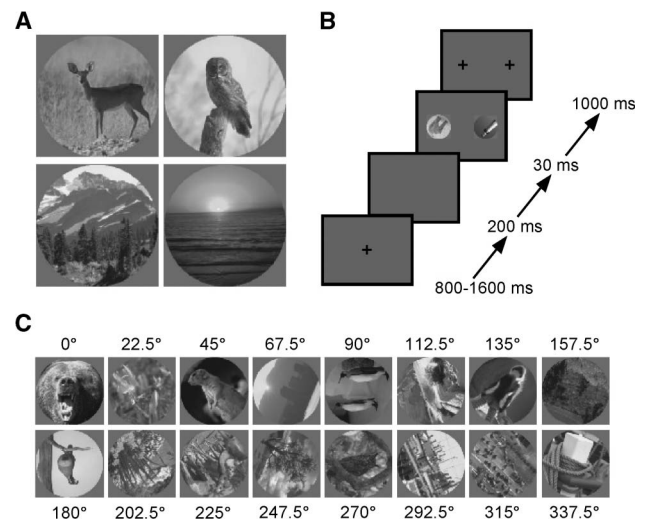 A
B
+ +
1000 ms
30 ms
200 ms
+
800-1600 ms
C
0° 22.5° 45° 67.5° 90° 112.5° 135° 157.5°
180° 202.5° 225° 247.5° 270° 292.5° 315° 337.5°